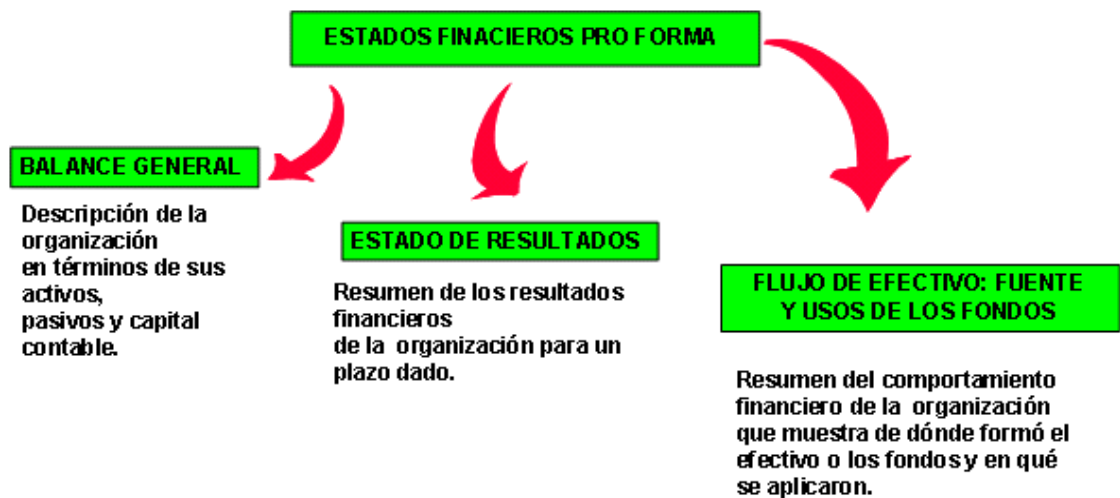 ESTADOS FINACIEROS PRO FORMA
BALANCE GENERAL
Descripción de la
organización
en términos de sus
activos,
pasivos y capital
contable.
ESTADO DE RESULTADOS
Resumen de los resultados
financieros
de la organización para un
plazo dado.
FLUJO DE EFECTIVO: FUENTE
Y USOS DE LOS FONDOS
Resumen del comportamiento
financiero de la organización
que muestra de dónde formó el
efectivo o los fondos y en qué
se aplicaron.